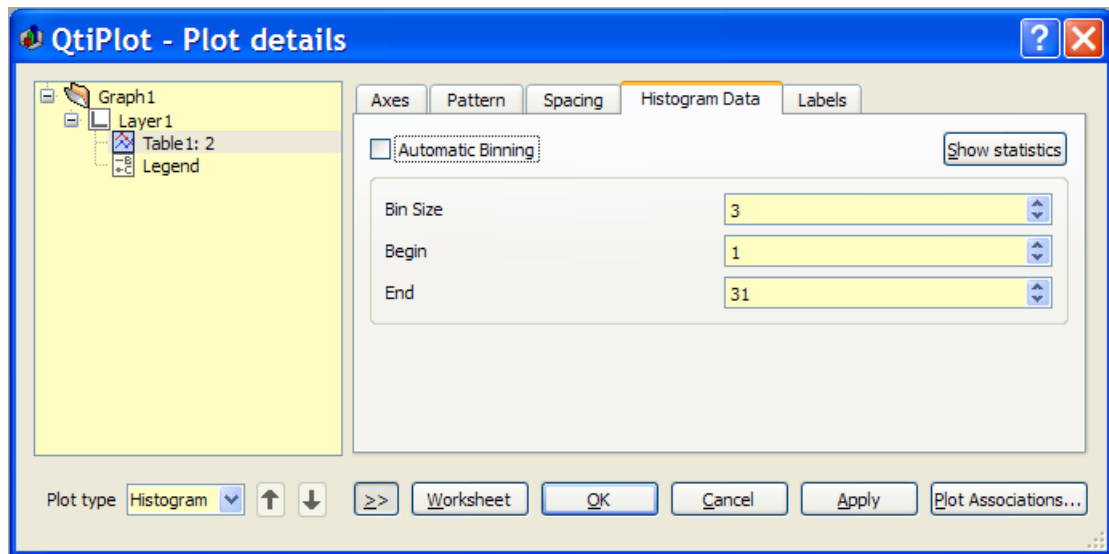 QtiPlot - Plot details
Graph1
Layer1
Table1: 2
Legend
Axes Pattern Spacing Histogram Data Labels
Automatic Binning Show statistics
Bin Size 3
Begin 1
End 31
Plot type Histogram >> Worksheet OK Cancel Apply Plot Associations...